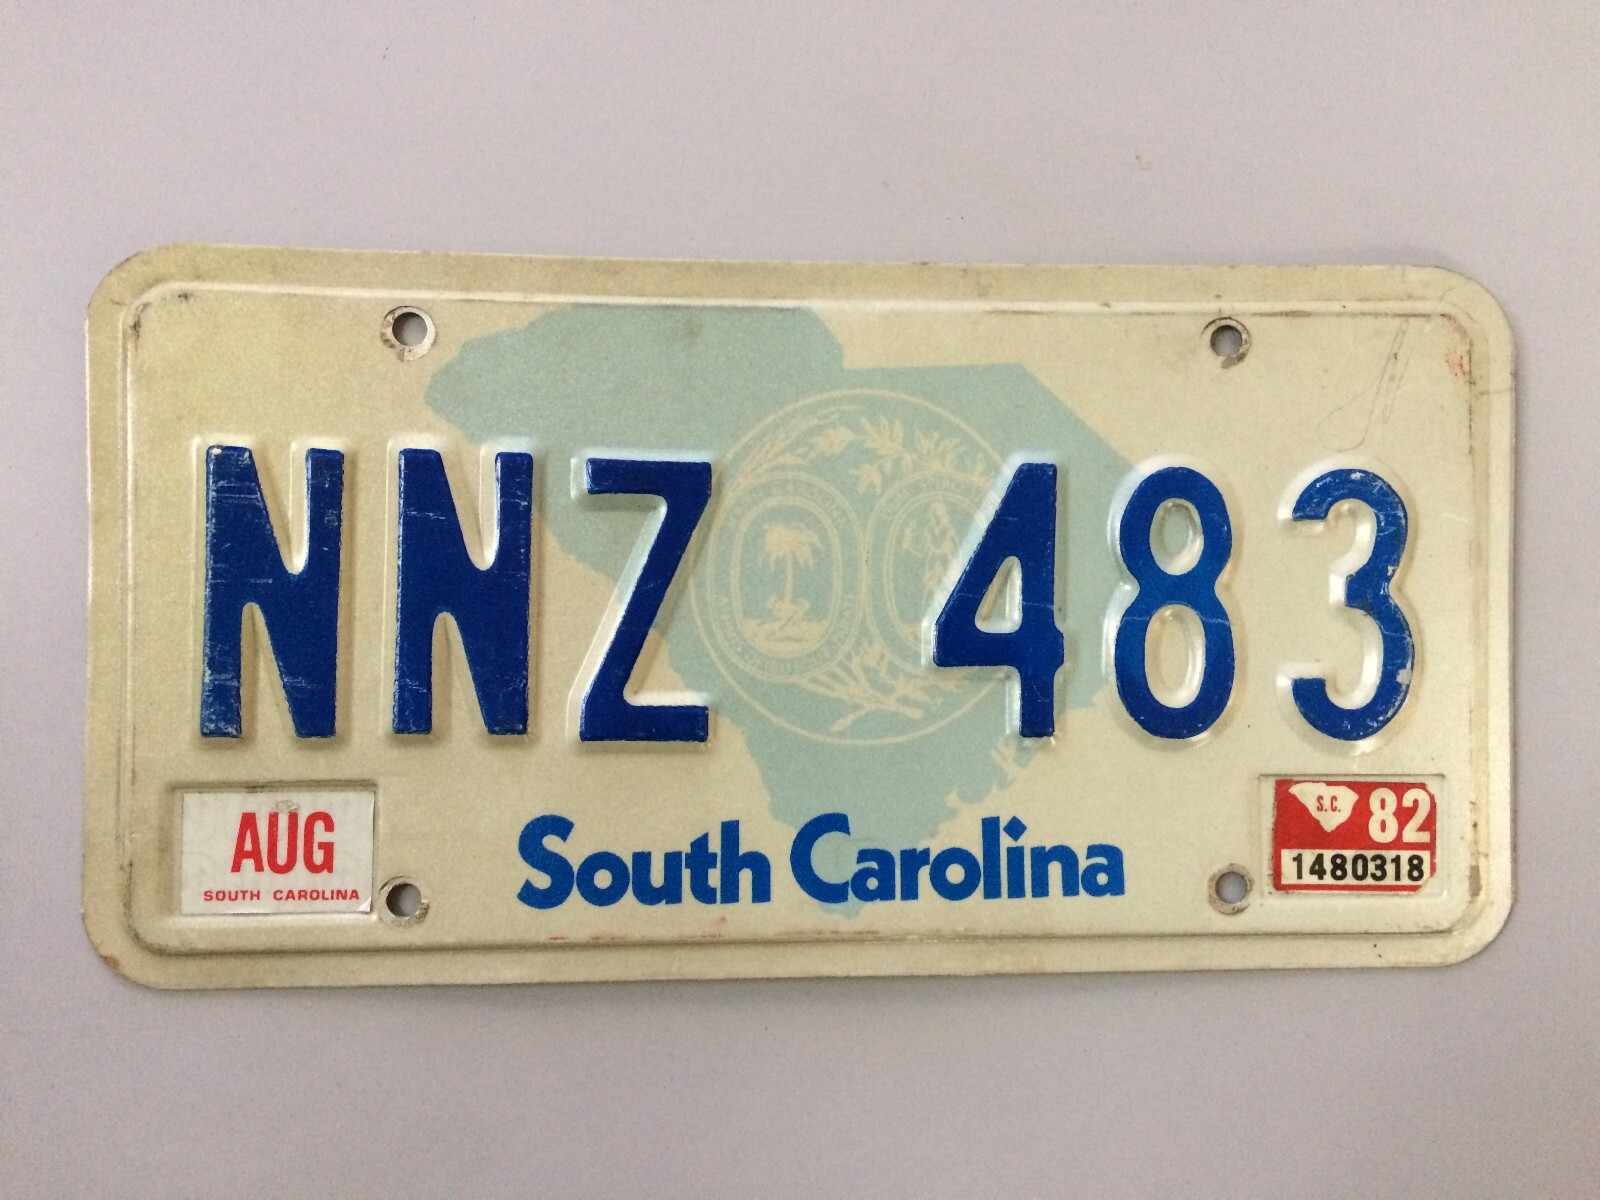 NNZ 483
AUG
SOUTH CAROLINA
South Carolina
S.C. 82
1480318